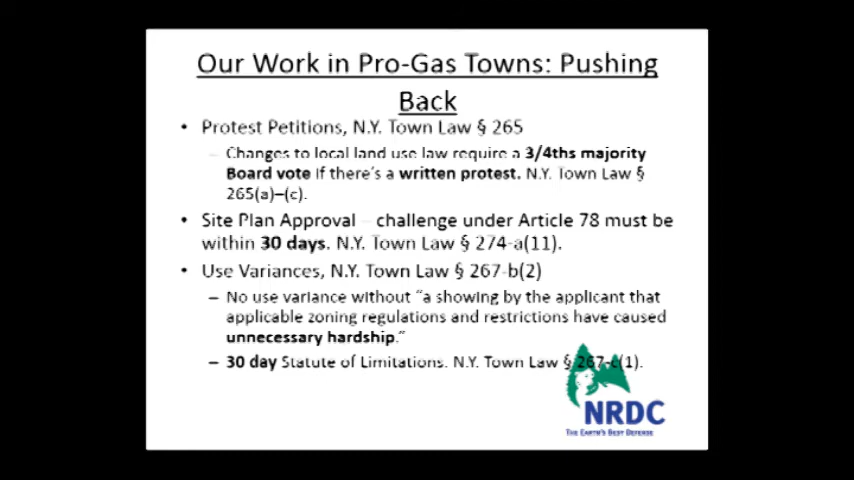 Our Work in Pro-Gas Towns: Pushing
Back
• Protest Petitions, N.Y. Town Law § 265
– Changes to local land use law require a 3/4ths majority
Board vote if there's a written protest. N.Y. Town Law §
265(a)–(c).
• Site Plan Approval – challenge under Article 78 must be
within 30 days. N.Y. Town Law § 274-a(11).
• Use Variances, N.Y. Town Law § 267-b(2)
– No use variance without "a showing by the applicant that
applicable zoning regulations and restrictions have caused
unnecessary hardship."
– 30 day Statute of Limitations. N.Y. Town Law § 267-c(1).
NRDC
The Earth's Best Defense